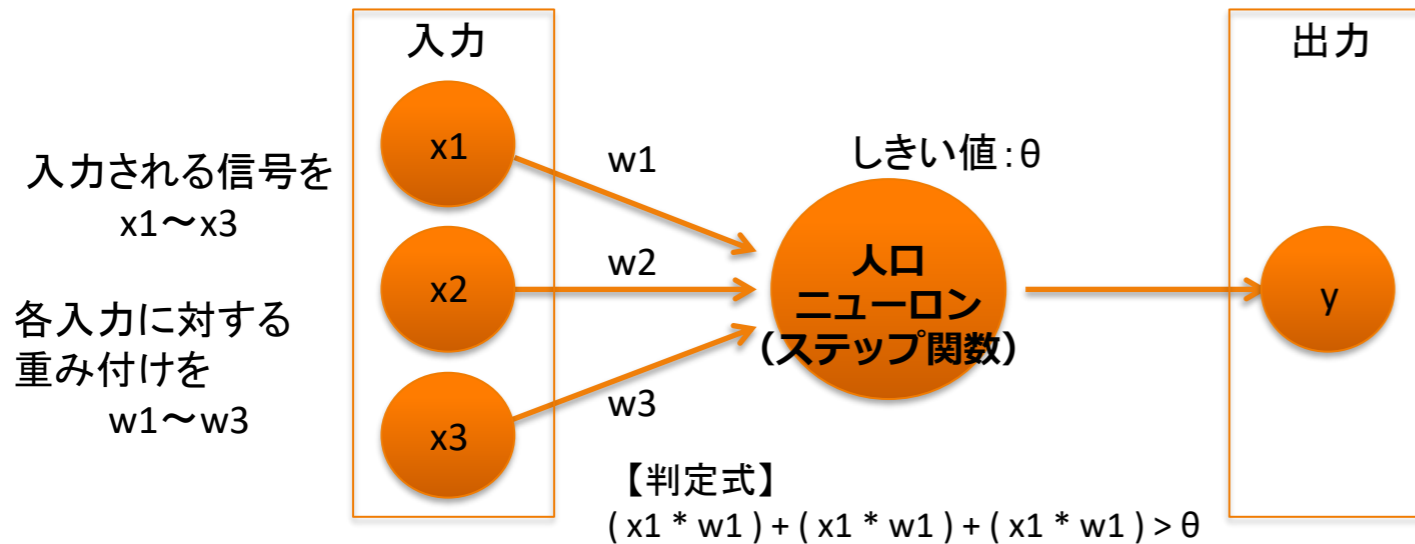 入力
出力
入力される信号を
x1～x3
各入力に対する
重み付けを
w1～w3
x1
x2
x3
w1
w2
w3
しきい値：θ
人口
ニューロン
（ステップ関数）
y
【判定式】
( x1 * w1 ) + ( x1 * w1 ) + ( x1 * w1 ) > θ